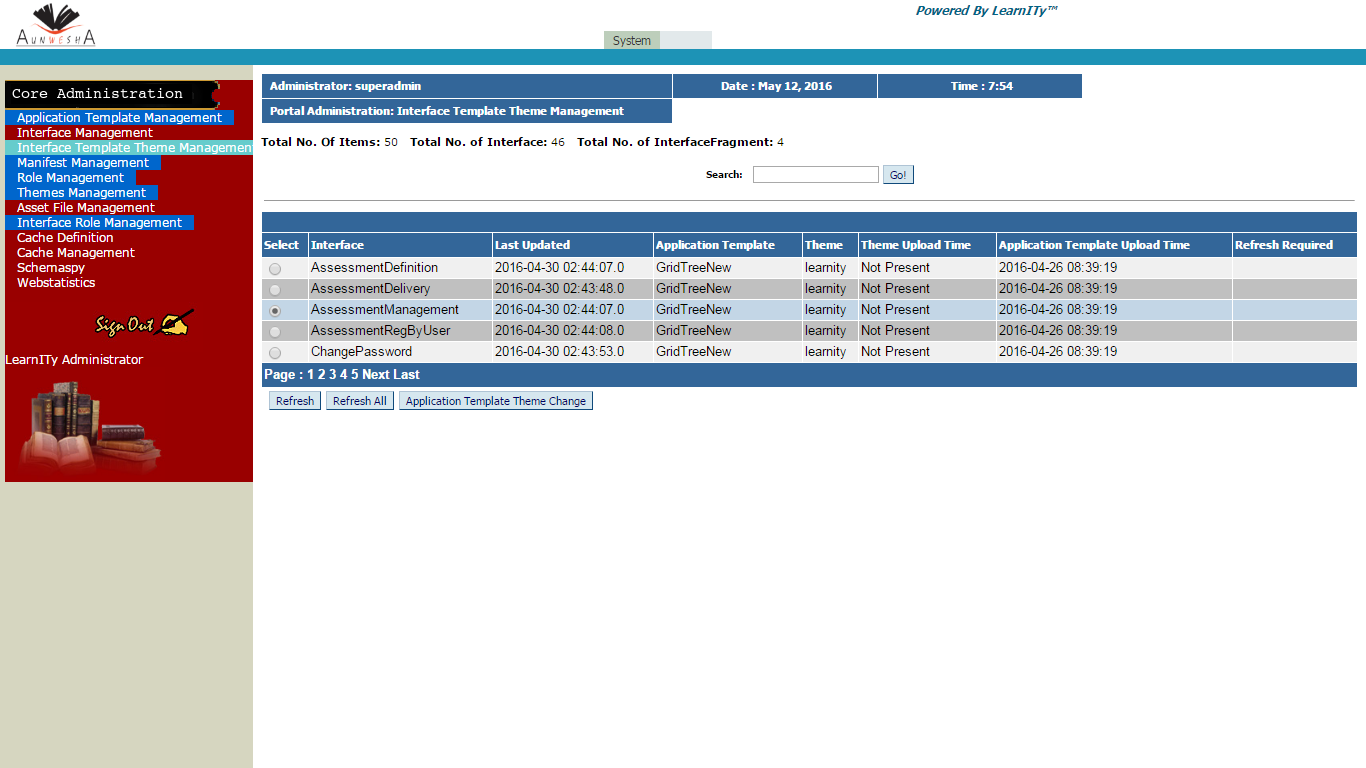 Powered By LearnITy™
AUNWESHA
System
Core Administration
Application Template Management
Interface Management
Interface Template Theme Management
Manifest Management
Role Management
Themes Management
Asset File Management
Interface Role Management
Cache Definition
Cache Management
Schemaspy
Webstatistics
Sign Out
LearnITy Administrator
Administrator: superadmin Date : May 12, 2016 Time : 7:54
Portal Administration: Interface Template Theme Management
Total No. Of Items: 50 Total No. of Interface: 46 Total No. of InterfaceFragment: 4
Search: Go!
Select Interface Last Updated Application Template Theme Theme Upload Time Application Template Upload Time Refresh Required
AssessmentDefinition 2016-04-30 02:44:07.0 GridTreeNew learnity Not Present 2016-04-26 08:39:19
AssessmentDelivery 2016-04-30 02:43:48.0 GridTreeNew learnity Not Present 2016-04-26 08:39:19
AssessmentManagement 2016-04-30 02:44:07.0 GridTreeNew learnity Not Present 2016-04-26 08:39:19
AssessmentRegByUser 2016-04-30 02:44:08.0 GridTreeNew learnity Not Present 2016-04-26 08:39:19
ChangePassword 2016-04-30 02:43:53.0 GridTreeNew learnity Not Present 2016-04-26 08:39:19
Page : 1 2 3 4 5 Next Last
Refresh Refresh All Application Template Theme Change